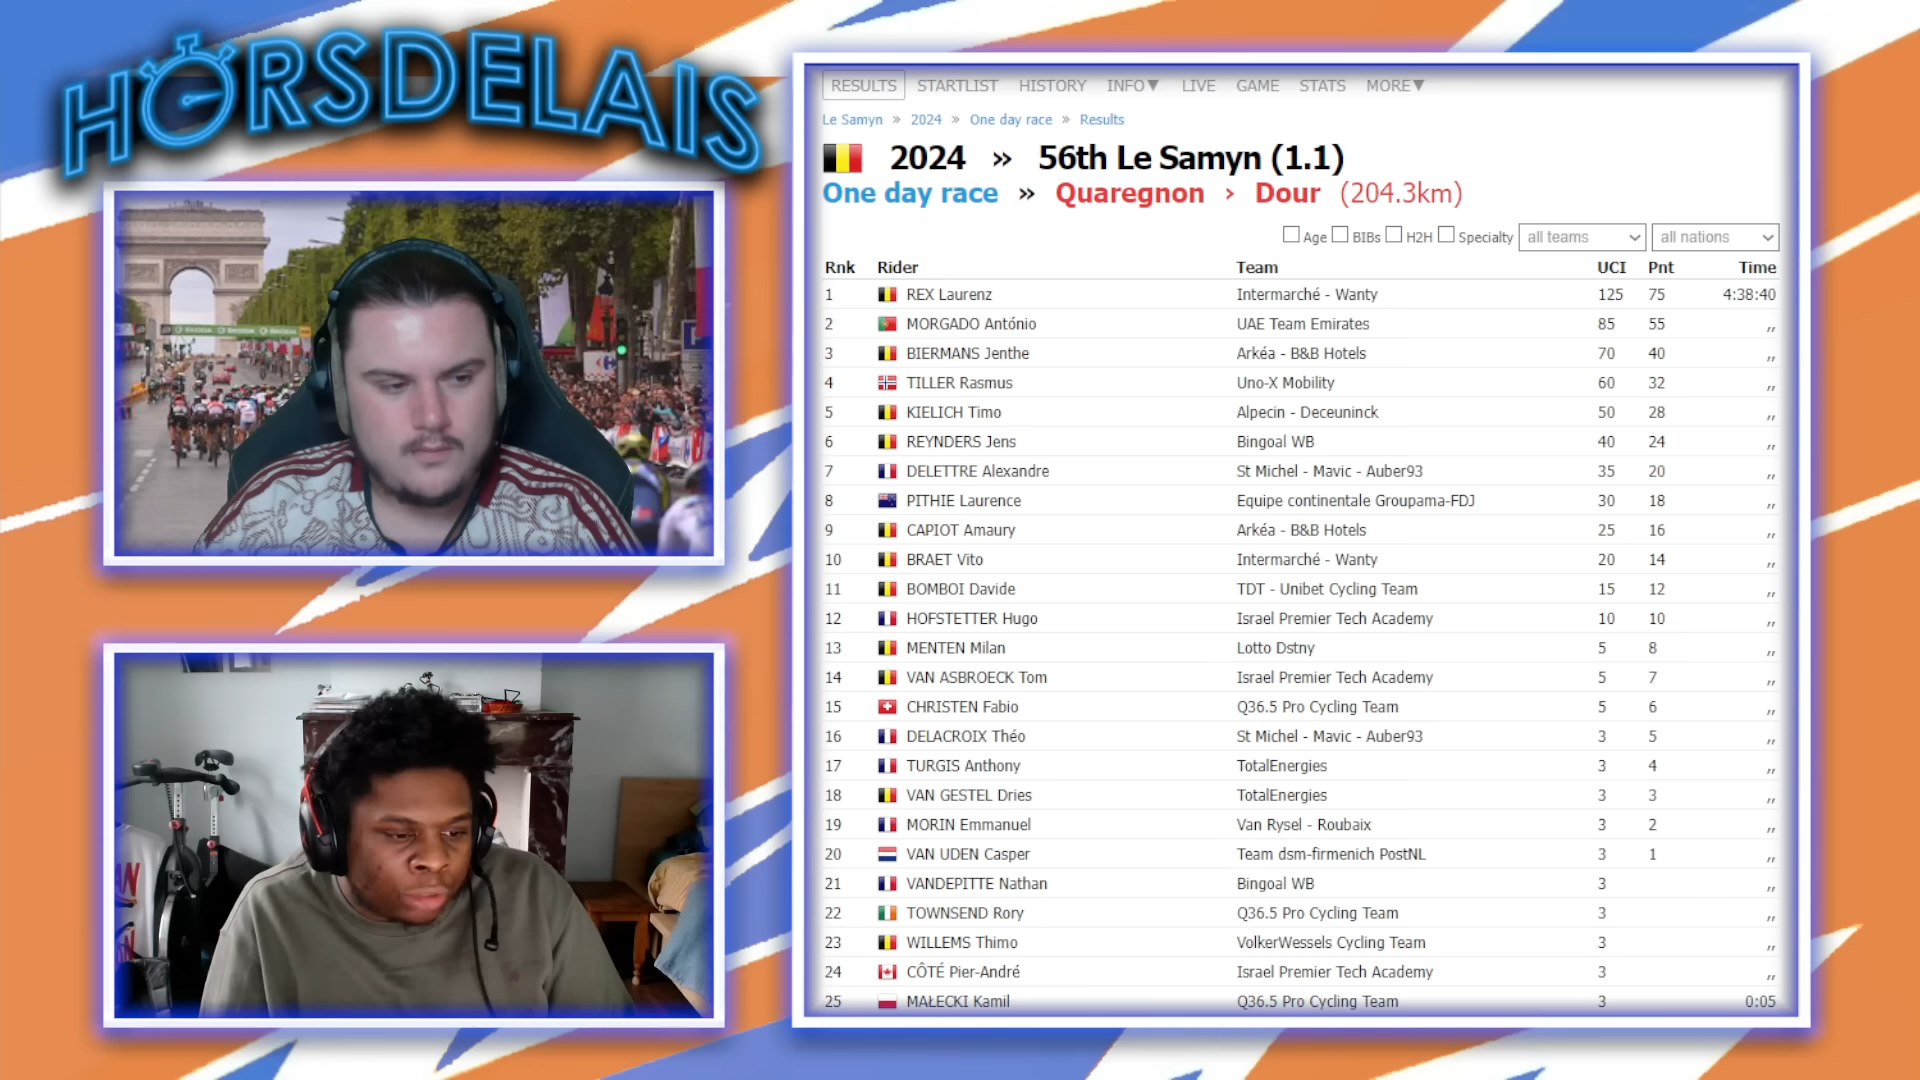 HORSDELAIS
RESULTS STARTLIST HISTORY INFO▼ LIVE GAME STATS MORE▼
Le Samyn » 2024 » One day race » Results
2024 » 56th Le Samyn (1.1)
One day race » Quaregnon › Dour (204.3km)
Age BIBs H2H Specialty all teams all nations
Rnk Rider Team UCI Pnt Time
1 REX Laurenz Intermarché - Wanty 125 75 4:38:40
2 MORGADO António UAE Team Emirates 85 55 ,,
3 BIERMANS Jenthe Arkéa - B&B Hotels 70 40 ,,
4 TILLER Rasmus Uno-X Mobility 60 32 ,,
5 KIELICH Timo Alpecin - Deceuninck 50 28 ,,
6 REYNDERS Jens Bingoal WB 40 24 ,,
7 DELETTRE Alexandre St Michel - Mavic - Auber93 35 20 ,,
8 PITHIE Laurence Equipe continentale Groupama-FDJ 30 18 ,,
9 CAPIOT Amaury Arkéa - B&B Hotels 25 16 ,,
10 BRAET Vito Intermarché - Wanty 20 14 ,,
11 BOMBOI Davide TDT - Unibet Cycling Team 15 12 ,,
12 HOFSTETTER Hugo Israel Premier Tech Academy 10 10 ,,
13 MENTEN Milan Lotto Dstny 5 8 ,,
14 VAN ASBROECK Tom Israel Premier Tech Academy 5 7 ,,
15 CHRISTEN Fabio Q36.5 Pro Cycling Team 5 6 ,,
16 DELACROIX Théo St Michel - Mavic - Auber93 3 5 ,,
17 TURGIS Anthony TotalEnergies 3 4 ,,
18 VAN GESTEL Dries TotalEnergies 3 3 ,,
19 MORIN Emmanuel Van Rysel - Roubaix 3 2 ,,
20 VAN UDEN Casper Team dsm-firmenich PostNL 3 1 ,,
21 VANDEPITTE Nathan Bingoal WB 3 ,,
22 TOWNSEND Rory Q36.5 Pro Cycling Team 3 ,,
23 WILLEMS Thimo VolkerWessels Cycling Team 3 ,,
24 CÔTÉ Pier-André Israel Premier Tech Academy 3 ,,
25 MAŁECKI Kamil Q36.5 Pro Cycling Team 3 0:05